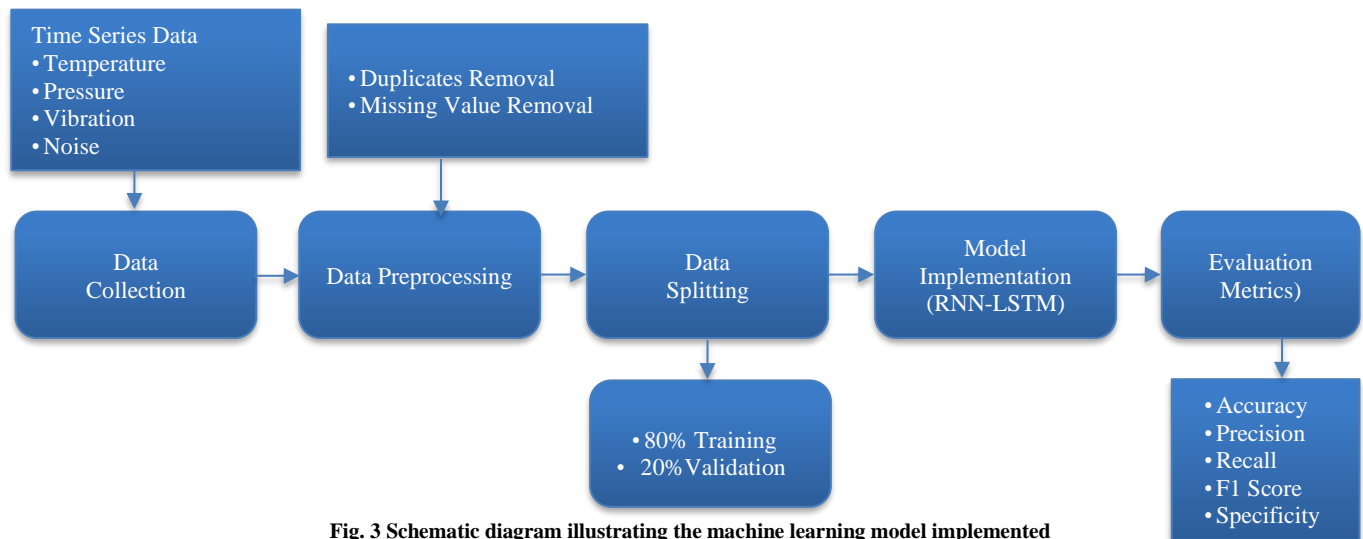 Time Series Data
• Temperature
• Pressure
• Vibration
• Noise
• Duplicates Removal
• Missing Value Removal
Data
Collection
Data Preprocessing
Data
Splitting
Model
Implementation
(RNN-LSTM)
Evaluation
Metrics)
• 80% Training
• 20%Validation
• Accuracy
• Precision
• Recall
• F1 Score
• Specificity
Fig. 3 Schematic diagram illustrating the machine learning model implemented